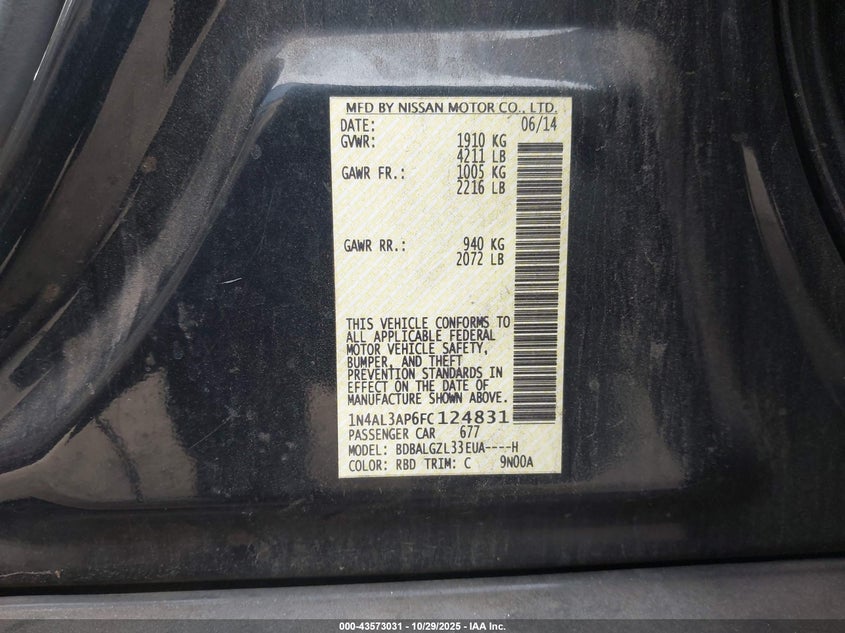 MFD BY NISSAN MOTOR CO., LTD.
DATE: 06/14
GVWR: 1910 KG
4211 LB
GAWR FR.: 1005 KG
2216 LB
GAWR RR.: 940 KG
2072 LB
THIS VEHICLE CONFORMS TO
ALL APPLICABLE FEDERAL
MOTOR VEHICLE SAFETY,
BUMPER, AND THEFT
PREVENTION STANDARDS IN
EFFECT ON THE DATE OF
MANUFACTURE SHOWN ABOVE.
1N4AL3AP6FC124831
PASSENGER CAR 677
MODEL: BDBALGZL33EUA----H
COLOR: RBD TRIM: C 9N00A
000-43573031 - 10/29/2025 - IAA Inc.